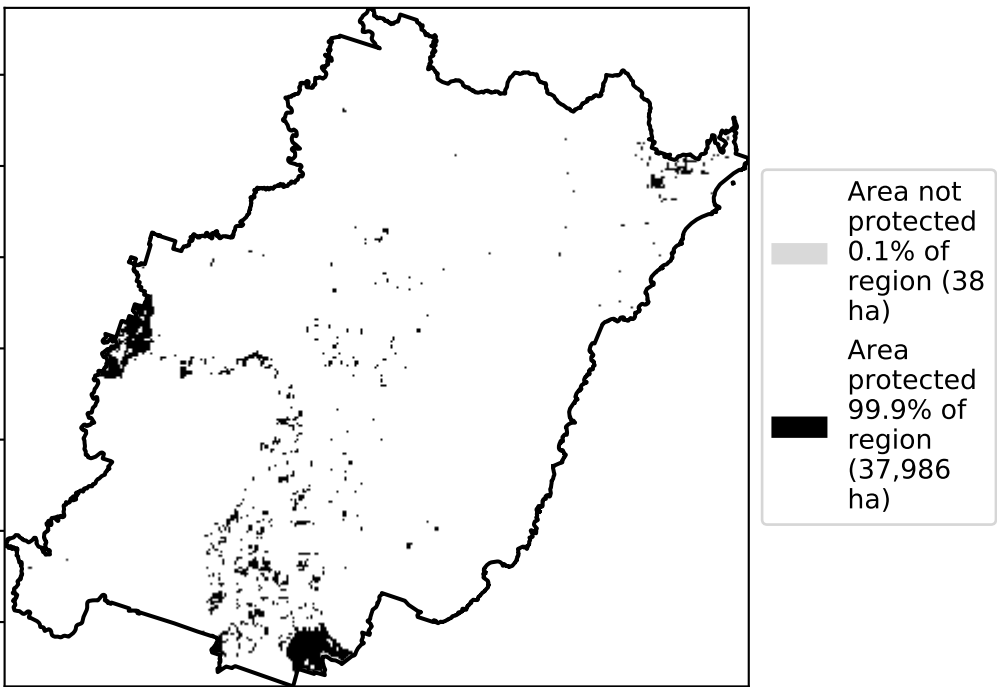 Area not
protected
0.1% of
region (38
ha)
Area
protected
99.9% of
region
(37,986
ha)